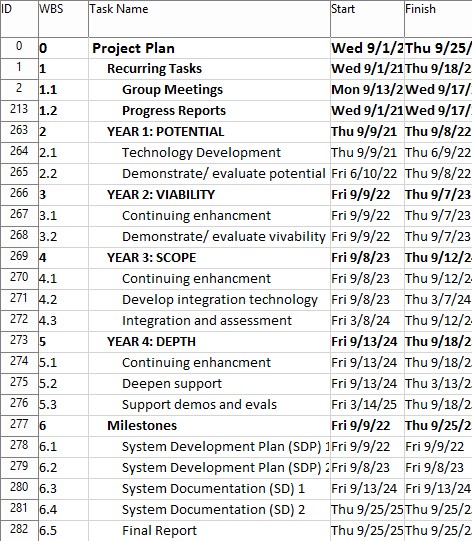 ID WBS Task Name Start Finish
0 0 Project Plan Wed 9/1/2 Thu 9/25/
1 1 Recurring Tasks Wed 9/1/21 Thu 9/18/2
2 1.1 Group Meetings Mon 9/13/2 Wed 9/17/
213 1.2 Progress Reports Wed 9/1/21 Wed 9/17/
263 2 YEAR 1: POTENTIAL Thu 9/9/21 Thu 9/8/22
264 2.1 Technology Development Thu 9/9/21 Thu 6/9/22
265 2.2 Demonstrate/ evaluate potential Fri 6/10/22 Thu 9/8/22
266 3 YEAR 2: VIABILITY Fri 9/9/22 Thu 9/7/23
267 3.1 Continuing enhancment Fri 9/9/22 Thu 9/7/23
268 3.2 Demonstrate/ evaluate vivability Fri 9/9/22 Thu 9/7/23
269 4 YEAR 3: SCOPE Fri 9/8/23 Thu 9/12/2
270 4.1 Continuing enhancment Fri 9/8/23 Thu 9/12/2
271 4.2 Develop integration technology Fri 9/8/23 Thu 3/7/24
272 4.3 Integration and assessment Fri 3/8/24 Thu 9/12/2
273 5 YEAR 4: DEPTH Fri 9/13/24 Thu 9/18/2
274 5.1 Continuing enhancment Fri 9/13/24 Thu 9/18/2
275 5.2 Deepen support Fri 9/13/24 Thu 3/13/2
276 5.3 Support demos and evals Fri 3/14/25 Thu 9/18/2
277 6 Milestones Fri 9/9/22 Thu 9/25/2
278 6.1 System Development Plan (SDP) 1 Fri 9/9/22 Fri 9/9/22
279 6.2 System Development Plan (SDP) 2 Fri 9/8/23 Fri 9/8/23
280 6.3 System Documentation (SD) 1 Fri 9/13/24 Fri 9/13/24
281 6.4 System Documentation (SD) 2 Thu 9/25/25 Thu 9/25/2
282 6.5 Final Report Thu 9/25/25 Thu 9/25/2